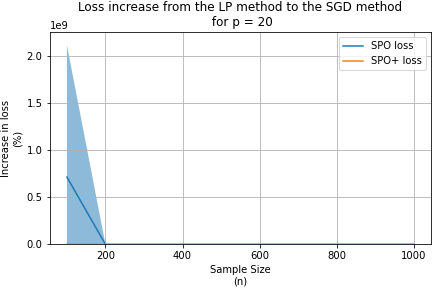 Loss increase from the LP method to the SGD method
for p = 20
1e9
SPO loss
SPO+ loss
2.0
1.5
1.0
0.5
0.0
Increase in loss
(%)
200
400
600
800
1000
Sample Size
(n)